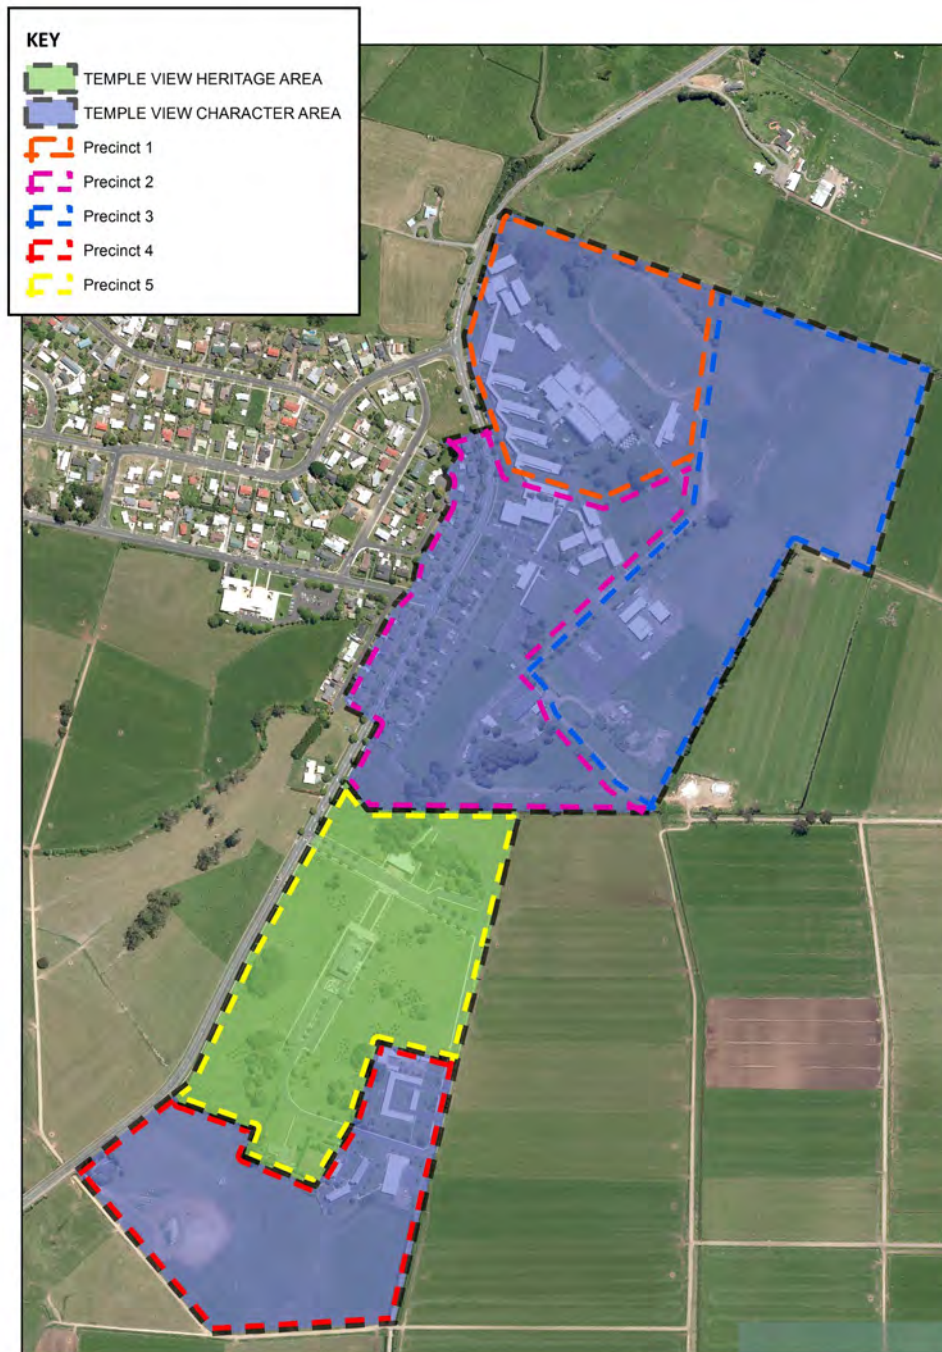 KEY
TEMPLE VIEW HERITAGE AREA
TEMPLE VIEW CHARACTER AREA
Precinct 1
Precinct 2
Precinct 3
Precinct 4
Precinct 5